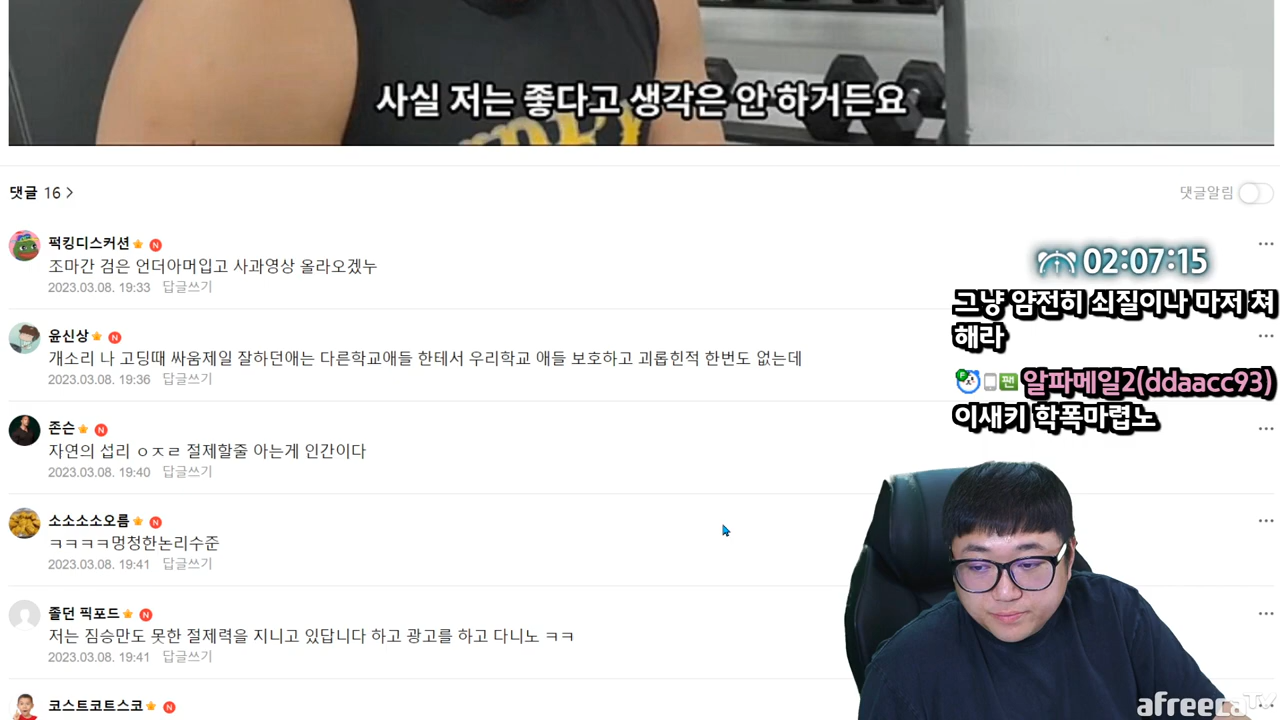 사실 저는 좋다고 생각은 안 하거든요
댓글 16 >
댓글알림
퍽킹디스커션 N
조마간 검은 언더아머입고 사과영상 올라오겠누
2023.03.08. 19:33 답글쓰기
윤신상 N
개소리 나 고딩때 싸움제일 잘하던애는 다른학교애들 한테서 우리학교 애들 보호하고 괴롭힌적 한번도 없는데
2023.03.08. 19:36 답글쓰기
존슨 N
자연의 섭리 ㅇㅈㄹ 절제할줄 아는게 인간이다
2023.03.08. 19:40 답글쓰기
소소소소오름 N
ㅋㅋㅋㅋ멍청한논리수준
2023.03.08. 19:41 답글쓰기
졸던 픽포드 N
저는 짐승만도 못한 절제력을 지니고 있답니다 하고 광고를 하고 다니노 ㅋㅋ
2023.03.08. 19:41 답글쓰기
코스트코트스코 N
02:07:15
그냥 얌전히 쇠질이나 마저 쳐
해라
F 팬 알파메일2(ddaacc93)
이새키 학폭마렵노
afreecaTV